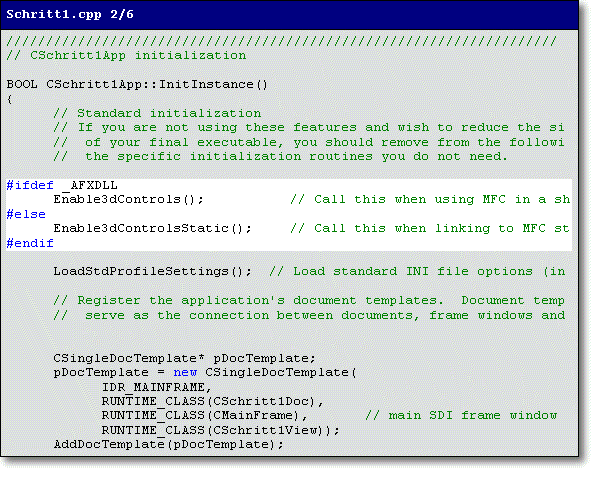 Schritt1.cpp 2/6
//////////////////////////////////////////////////////////////////////
// CSchritt1App initialization
BOOL CSchritt1App::InitInstance()
{
// Standard initialization
// If you are not using these features and wish to reduce the si
//  of your final executable, you should remove from the followi
//  the specific initialization routines you do not need.
#ifdef _AFXDLL
Enable3dControls();           // Call this when using MFC in a sh
#else
Enable3dControlsStatic();     // Call this when linking to MFC st
#endif
LoadStdProfileSettings();  // Load standard INI file options (in
// Register the application's document templates.  Document temp
//  serve as the connection between documents, frame windows and
CSingleDocTemplate* pDocTemplate;
pDocTemplate = new CSingleDocTemplate(
IDR_MAINFRAME,
RUNTIME_CLASS(CSchritt1Doc),
RUNTIME_CLASS(CMainFrame),       // main SDI frame window
RUNTIME_CLASS(CSchritt1View));
AddDocTemplate(pDocTemplate);